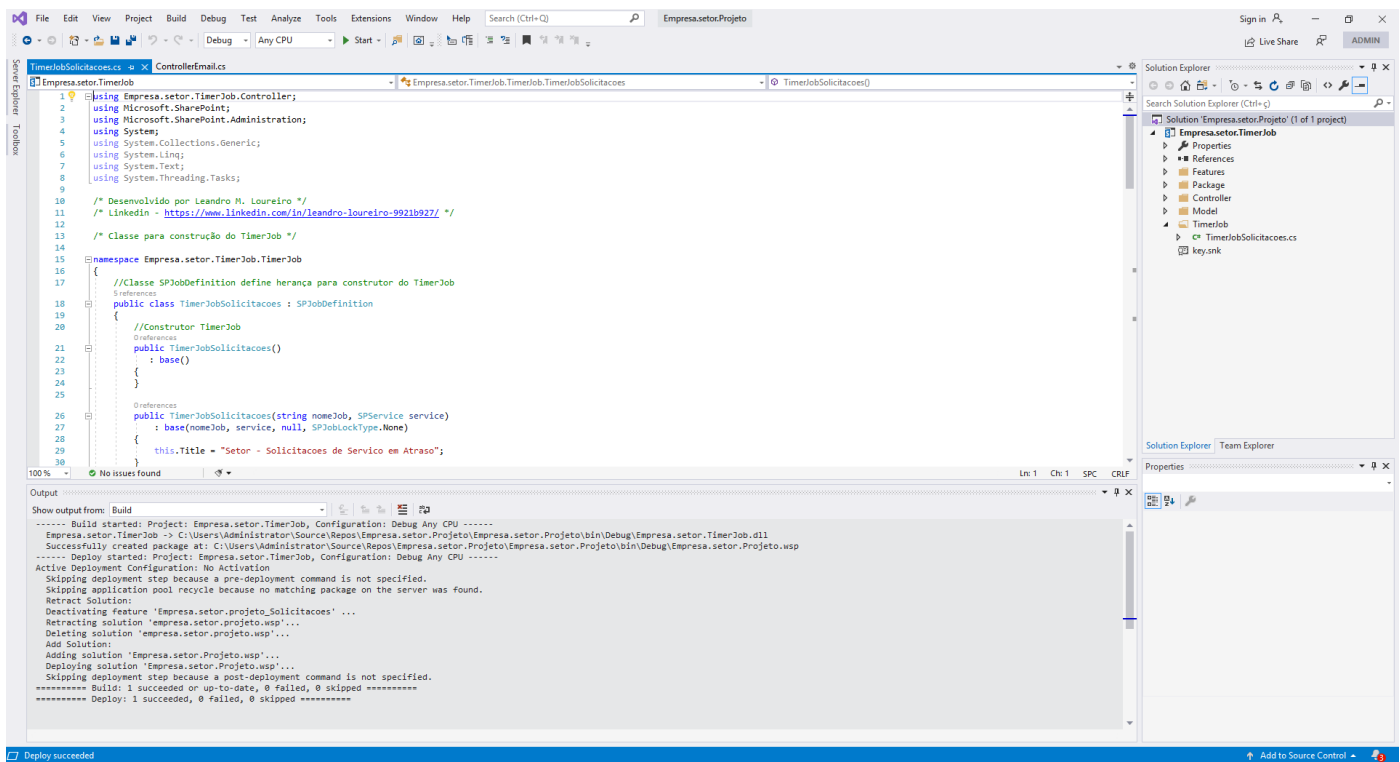 File Edit View Project Build Debug Test Analyze Tools Extensions Window Help Search (Ctrl+Q) Empresa.setor.Projeto Sign in
Debug Any CPU Start Live Share ADMIN
Server Explorer
Toolbox
TimerJobSolicitacoes.cs ControllerEmail.cs
Empresa.setor.TimerJob Empresa.setor.TimerJob.TimerJob.TimerJobSolicitacoes TimerJobSolicitacoes()
1 using Empresa.setor.TimerJob.Controller;
2 using Microsoft.SharePoint;
3 using Microsoft.SharePoint.Administration;
4 using System;
5 using System.Collections.Generic;
6 using System.Linq;
7 using System.Text;
8 using System.Threading.Tasks;
9
10 /* Desenvolvido por Leandro M. Loureiro */
11 /* Linkedin - https://www.linkedin.com/in/leandro-loureiro-9921b927/ */
12
13 /* Classe para construção do TimerJob */
14
15 namespace Empresa.setor.TimerJob.TimerJob
16 {
17 //Classe SPJobDefinition define herança para construtor do TimerJob
5 references
18 public class TimerJobSolicitacoes : SPJobDefinition
19 {
20 //Construtor TimerJob
0 references
21 public TimerJobSolicitacoes()
22 : base()
23 {
24 }
25
0 references
26 public TimerJobSolicitacoes(string nomeJob, SPService service)
27 : base(nomeJob, service, null, SPJobLockType.None)
28 {
29 this.Title = "Setor - Solicitacoes de Servico em Atraso";
30 }
100 % No issues found Ln: 1 Ch: 1 SPC CRLF
Output
Show output from: Build
------ Build started: Project: Empresa.setor.TimerJob, Configuration: Debug Any CPU ------
Empresa.setor.TimerJob -> C:\Users\Administrator\Source\Repos\Empresa.setor.Projeto\Empresa.setor.Projeto\bin\Debug\Empresa.setor.TimerJob.dll
Successfully created package at: C:\Users\Administrator\Source\Repos\Empresa.setor.Projeto\Empresa.setor.Projeto\bin\Debug\Empresa.setor.Projeto.wsp
------ Deploy started: Project: Empresa.setor.TimerJob, Configuration: Debug Any CPU ------
Active Deployment Configuration: No Activation
Skipping deployment step because a pre-deployment command is not specified.
Skipping application pool recycle because no matching package on the server was found.
Retract Solution:
Deactivating feature 'Empresa.setor.projeto_Solicitacoes' ...
Retracting solution 'empresa.setor.projeto.wsp'...
Deleting solution 'empresa.setor.projeto.wsp'...
Add Solution:
Adding solution 'Empresa.setor.Projeto.wsp'...
Deploying solution 'Empresa.setor.Projeto.wsp'...
Skipping deployment step because a post-deployment command is not specified.
========== Build: 1 succeeded or up-to-date, 0 failed, 0 skipped ==========
========== Deploy: 1 succeeded, 0 failed, 0 skipped ==========
Solution Explorer
Search Solution Explorer (Ctrl+ç)
Solution 'Empresa.setor.Projeto' (1 of 1 project)
Empresa.setor.TimerJob
Properties
References
Features
Package
Controller
Model
TimerJob
C# TimerJobSolicitacoes.cs
key.snk
Solution Explorer Team Explorer
Properties
Deploy succeeded Add to Source Control 3